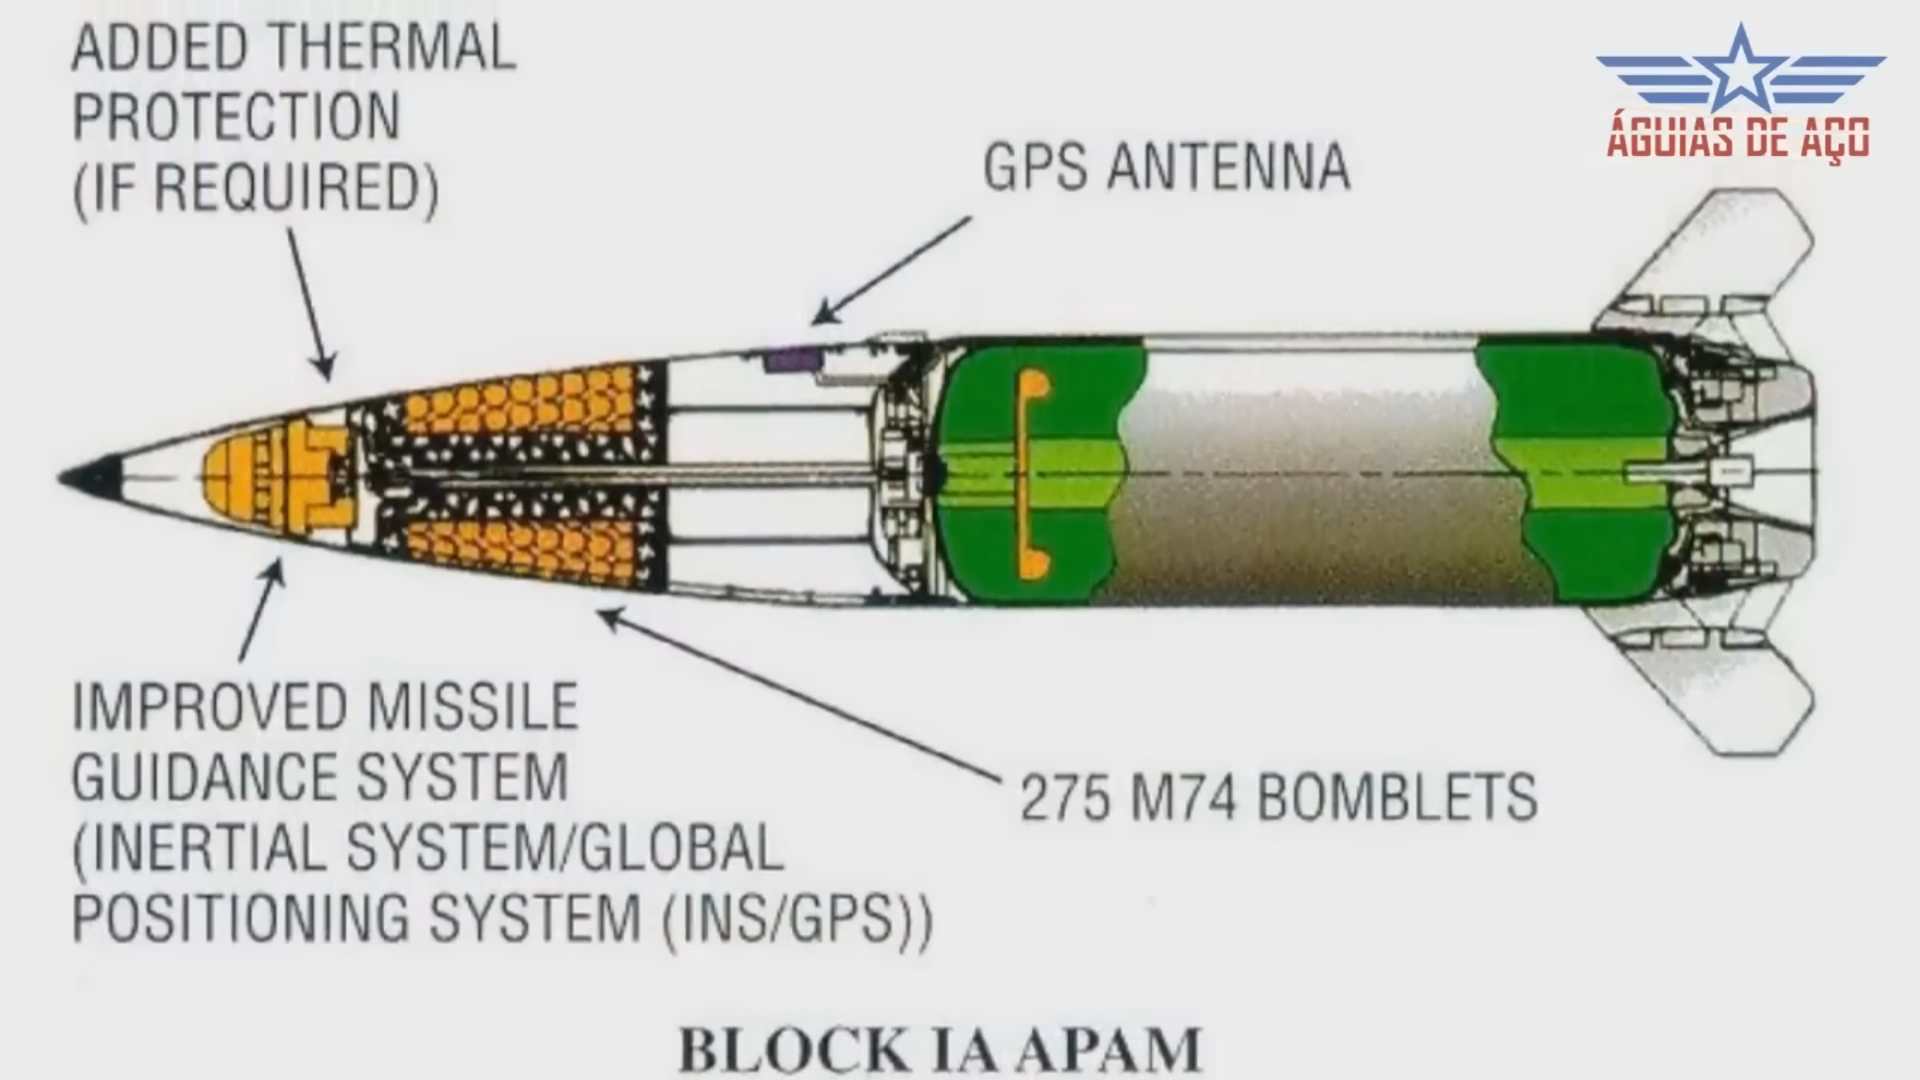 ADDED THERMAL
PROTECTION
(IF REQUIRED)
ÁGUIAS DE AÇO
GPS ANTENNA
IMPROVED MISSILE
GUIDANCE SYSTEM
(INERTIAL SYSTEM/GLOBAL
POSITIONING SYSTEM (INS/GPS))
275 M74 BOMBLETS
BLOCK IA APAM